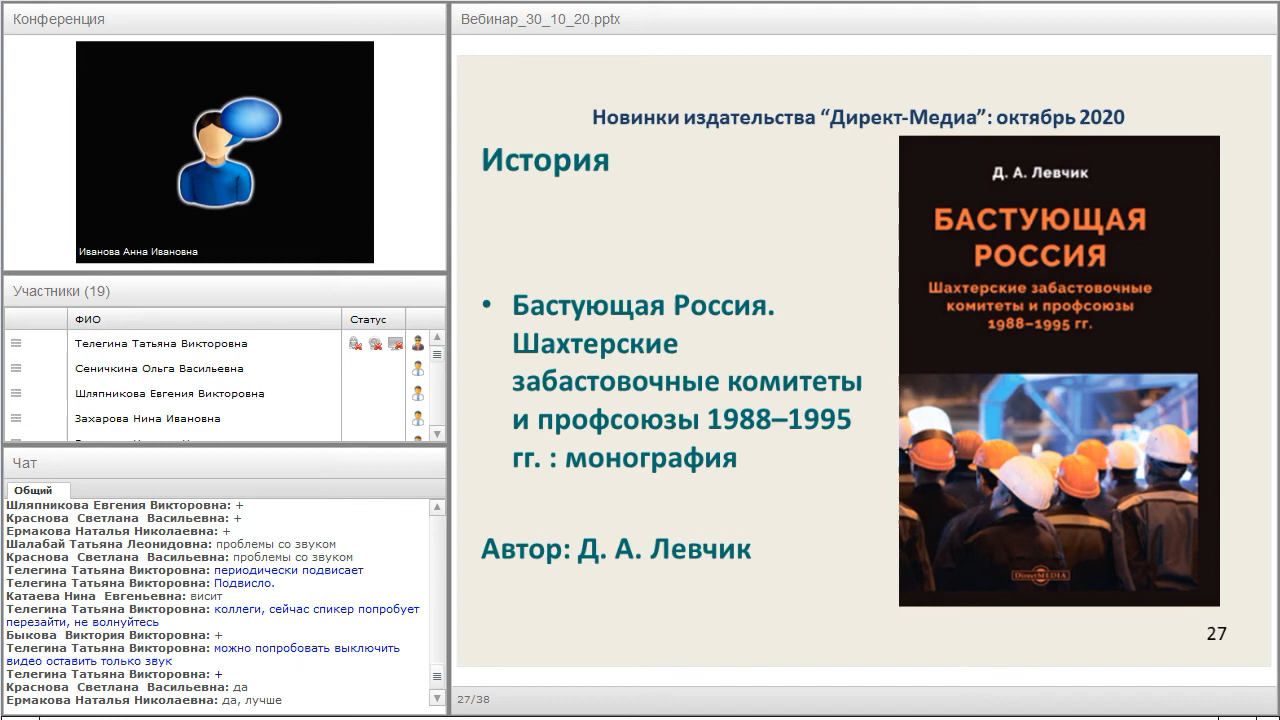 Конференция
Иванова Анна Ивановна
Участники (19)
ФИО
Статус
Телегина Татьяна Викторовна
Сеничкина Ольга Васильевна
Шляпникова Евгения Викторовна
Захарова Нина Ивановна
Чат
Общий
Шляпникова Евгения Викторовна: +
Краснова Светлана Васильевна: +
Ермакова Наталья Николаевна: +
Шалабай Татьяна Леонидовна: проблемы со звуком
Краснова Светлана Васильевна: проблемы со звуком
Телегина Татьяна Викторовна: периодически подвисает
Телегина Татьяна Викторовна: Подвисло.
Катаева Нина Евгеньевна: висит
Телегина Татьяна Викторовна: коллеги, сейчас спикер попробует
перезайти, не волнуйтесь
Быкова Виктория Викторовна: +
Телегина Татьяна Викторовна: можно попробовать выключить
видео оставить только звук
Телегина Татьяна Викторовна: +
Краснова Светлана Васильевна: да
Ермакова Наталья Николаевна: да, лучше
Вебинар_30_10_20.pptx
Новинки издательства “Директ-Медиа”: октябрь 2020
История
• Бастующая Россия.
Шахтерские
забастовочные комитеты
и профсоюзы 1988–1995
гг. : монография
Автор: Д. А. Левчик
Д. А. Левчик
БАСТУЮЩАЯ
РОССИЯ
Шахтерские забастовочные
комитеты и профсоюзы
1988–1995 гг.
DirectMEDIA
27
27/38